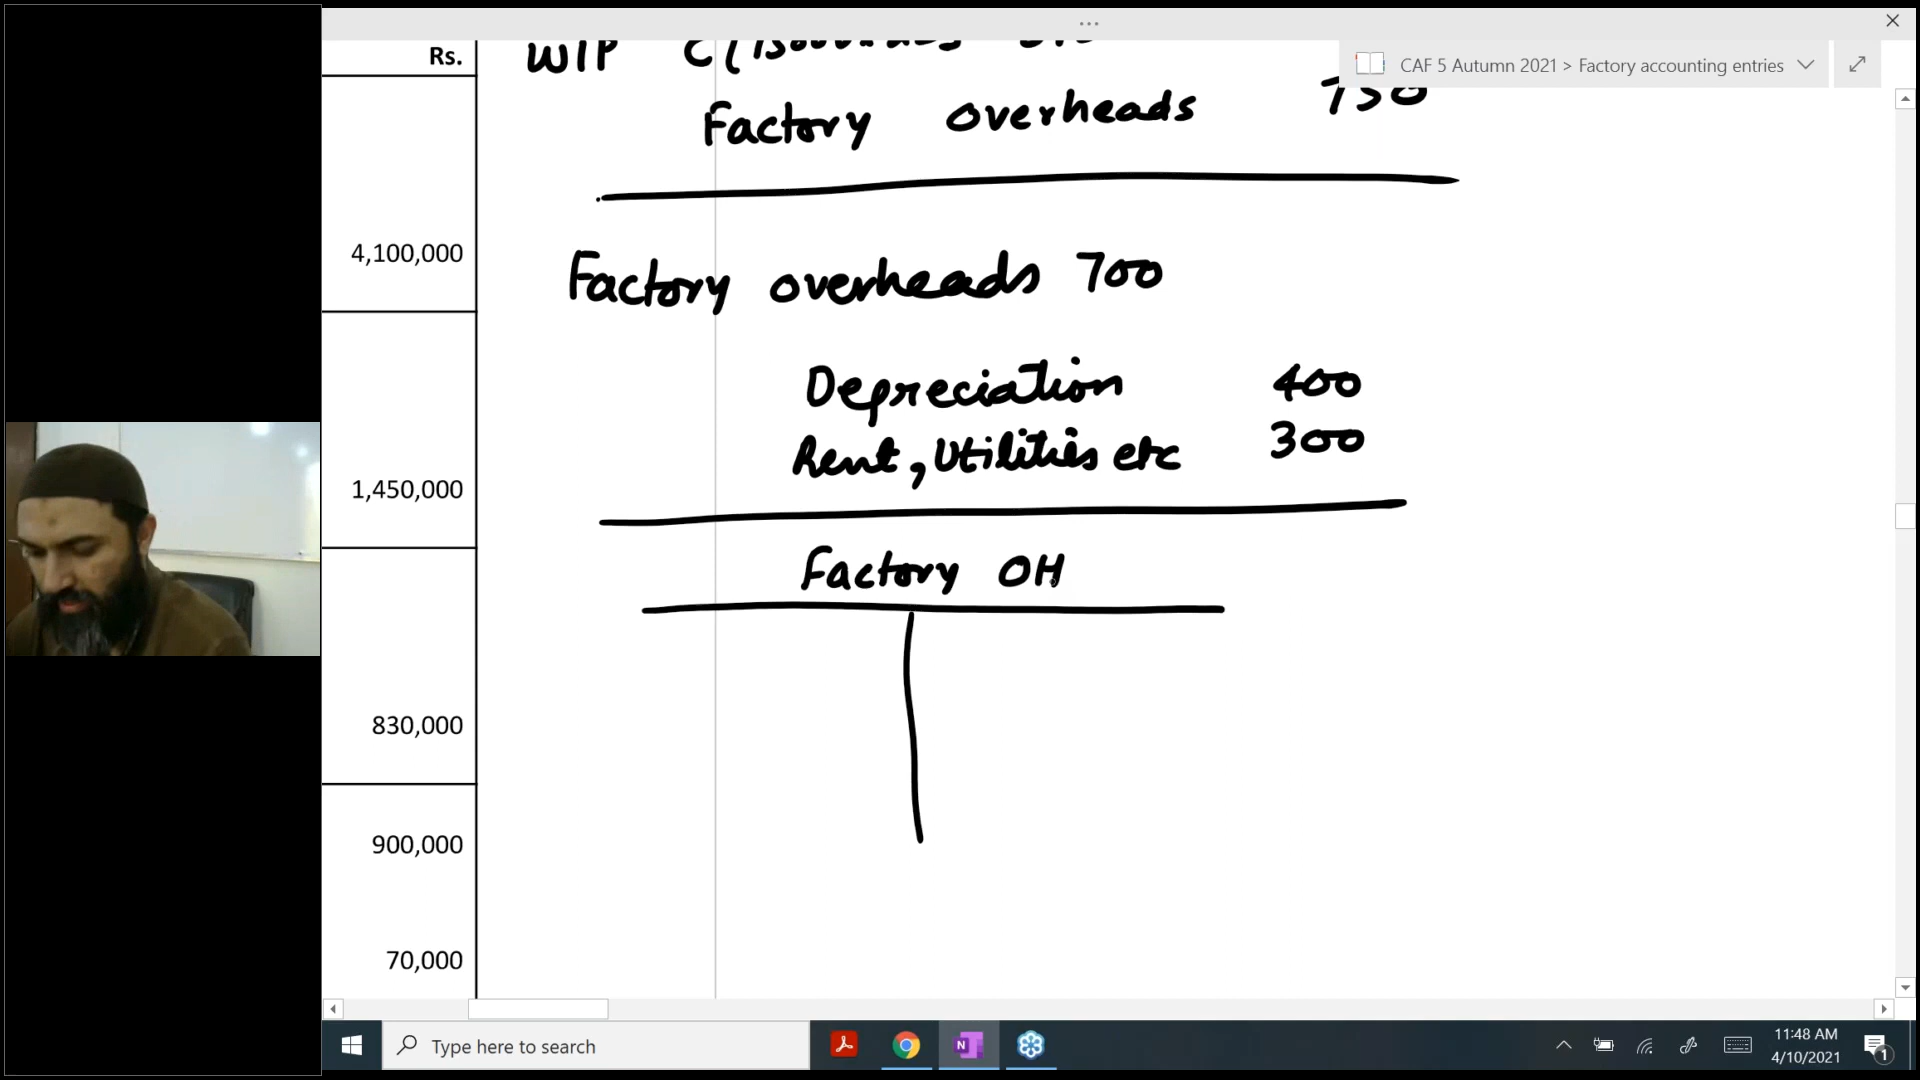 Rs.
WIP
CAF 5 Autumn 2021 > Factory accounting entries
Factory overheads 750
4,100,000
Factory overheads 700
Depreciation 400
Rent, Utilities etc 300
1,450,000
Factory OH
830,000
900,000
70,000
Type here to search
11:48 AM
4/10/2021
1